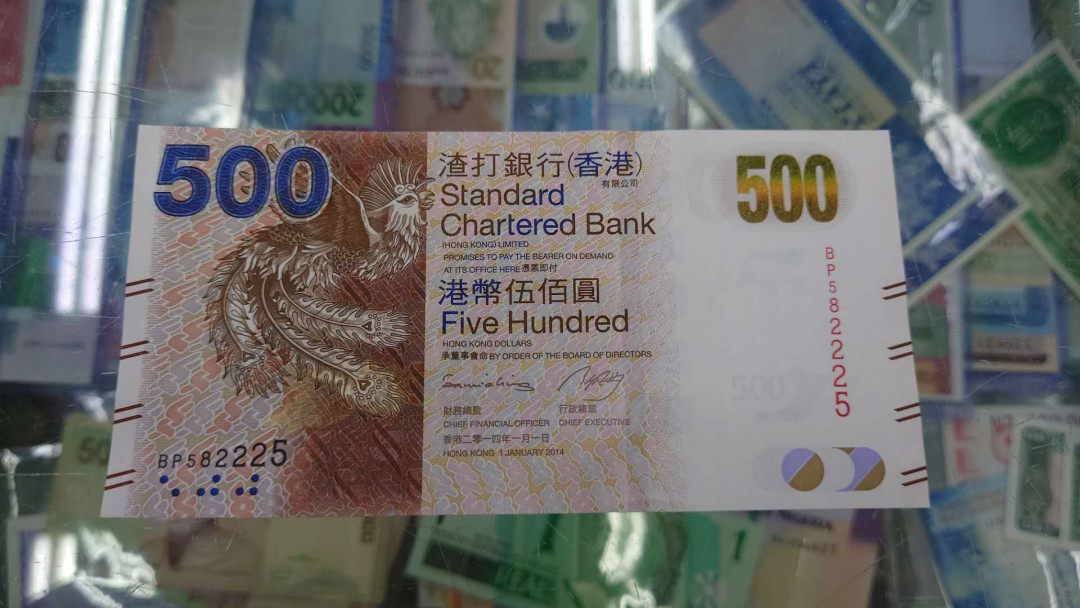 500
渣打銀行(香港)
有限公司
Standard
Chartered Bank
(HONG KONG) LIMITED
PROMISES TO PAY THE BEARER ON DEMAND
AT ITS OFFICE HERE 憑票即付
港幣伍佰圓
Five Hundred
HONG KONG DOLLARS
承董事會命 BY ORDER OF THE BOARD OF DIRECTORS
財務總監
CHIEF FINANCIAL OFFICER
行政總裁
CHIEF EXECUTIVE
香港二零一四年一月一日
HONG KONG 1 JANUARY 2014
BP582225
500
BP582225
500